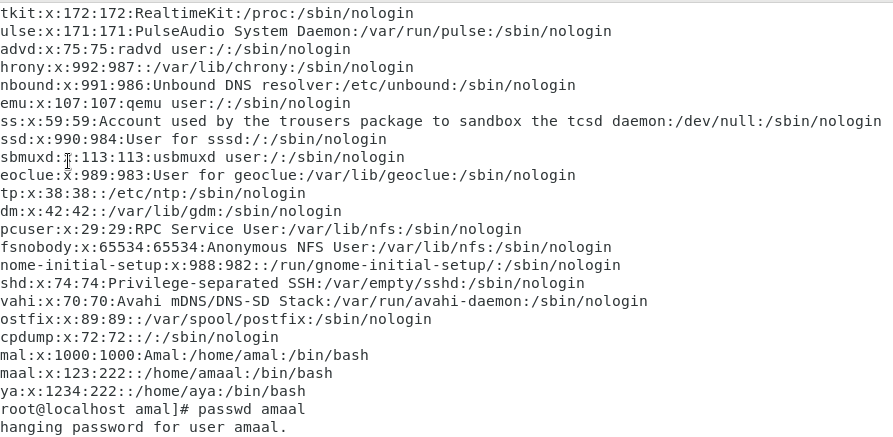 tkit:x:172:172:RealtimeKit:/proc:/sbin/nologin
ulse:x:171:171:PulseAudio System Daemon:/var/run/pulse:/sbin/nologin
advd:x:75:75:radvd user:/:/sbin/nologin
hrony:x:992:987::/var/lib/chrony:/sbin/nologin
nbound:x:991:986:Unbound DNS resolver:/etc/unbound:/sbin/nologin
emu:x:107:107:qemu user:/:/sbin/nologin
ss:x:59:59:Account used by the trousers package to sandbox the tcsd daemon:/dev/null:/sbin/nologin
ssd:x:990:984:User for sssd:/:/sbin/nologin
sbmuxd:x:113:113:usbmuxd user:/:/sbin/nologin
eoclue:x:989:983:User for geoclue:/var/lib/geoclue:/sbin/nologin
tp:x:38:38::/etc/ntp:/sbin/nologin
dm:x:42:42::/var/lib/gdm:/sbin/nologin
pcuser:x:29:29:RPC Service User:/var/lib/nfs:/sbin/nologin
fsnobody:x:65534:65534:Anonymous NFS User:/var/lib/nfs:/sbin/nologin
nome-initial-setup:x:988:982::/run/gnome-initial-setup/:/sbin/nologin
shd:x:74:74:Privilege-separated SSH:/var/empty/sshd:/sbin/nologin
vahi:x:70:70:Avahi mDNS/DNS-SD Stack:/var/run/avahi-daemon:/sbin/nologin
ostfix:x:89:89::/var/spool/postfix:/sbin/nologin
cpdump:x:72:72::/:/sbin/nologin
mal:x:1000:1000:Amal:/home/amal:/bin/bash
maal:x:123:222::/home/amaal:/bin/bash
ya:x:1234:222::/home/aya:/bin/bash
root@localhost amal]# passwd amaal
hanging password for user amaal.